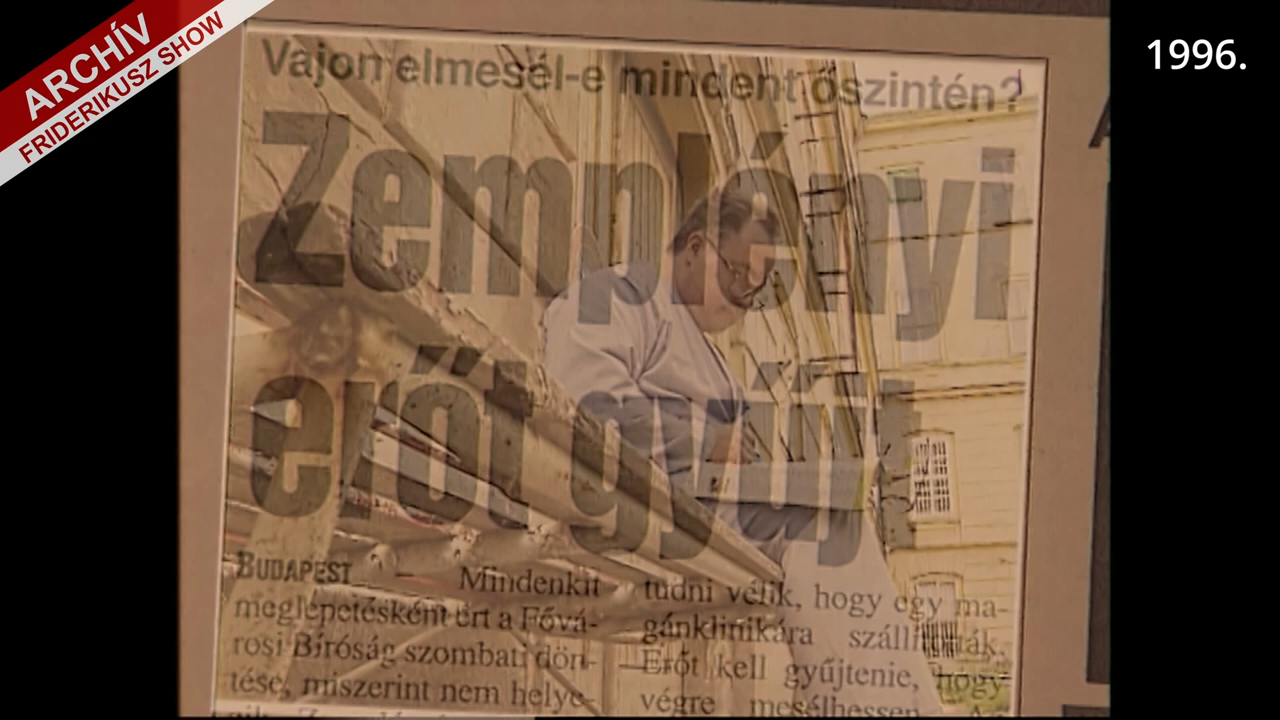 ARCHÍV
FRIDERIKUSZ SHOW
1996.
Vajon elmesél-e mindent őszintén?
Zemplényi
erőt gyűjt
BUDAPEST — Mindenkit
meglepetésként ért a Fővá-
rosi Bíróság szombati dön-
tése, miszerint nem helye-
tudni vélik, hogy egy ma-
gánklinikára szállították.
Erőt kell gyűjtenie, hogy
végre mesélhessen